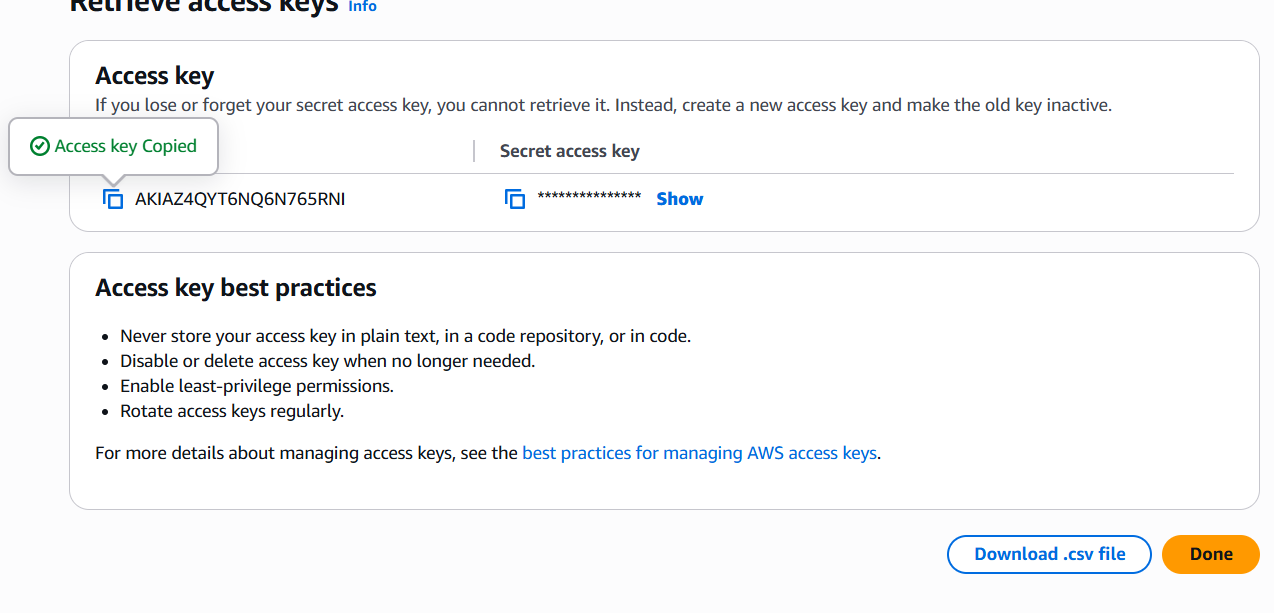 Retrieve access keys Info
Access key
If you lose or forget your secret access key, you cannot retrieve it. Instead, create a new access key and make the old key inactive.
Access key Copied
Secret access key
AKIAZ4QYT6NQ6N765RNI
*************** Show
Access key best practices
• Never store your access key in plain text, in a code repository, or in code.
• Disable or delete access key when no longer needed.
• Enable least-privilege permissions.
• Rotate access keys regularly.
For more details about managing access keys, see the best practices for managing AWS access keys.
Download .csv file
Done